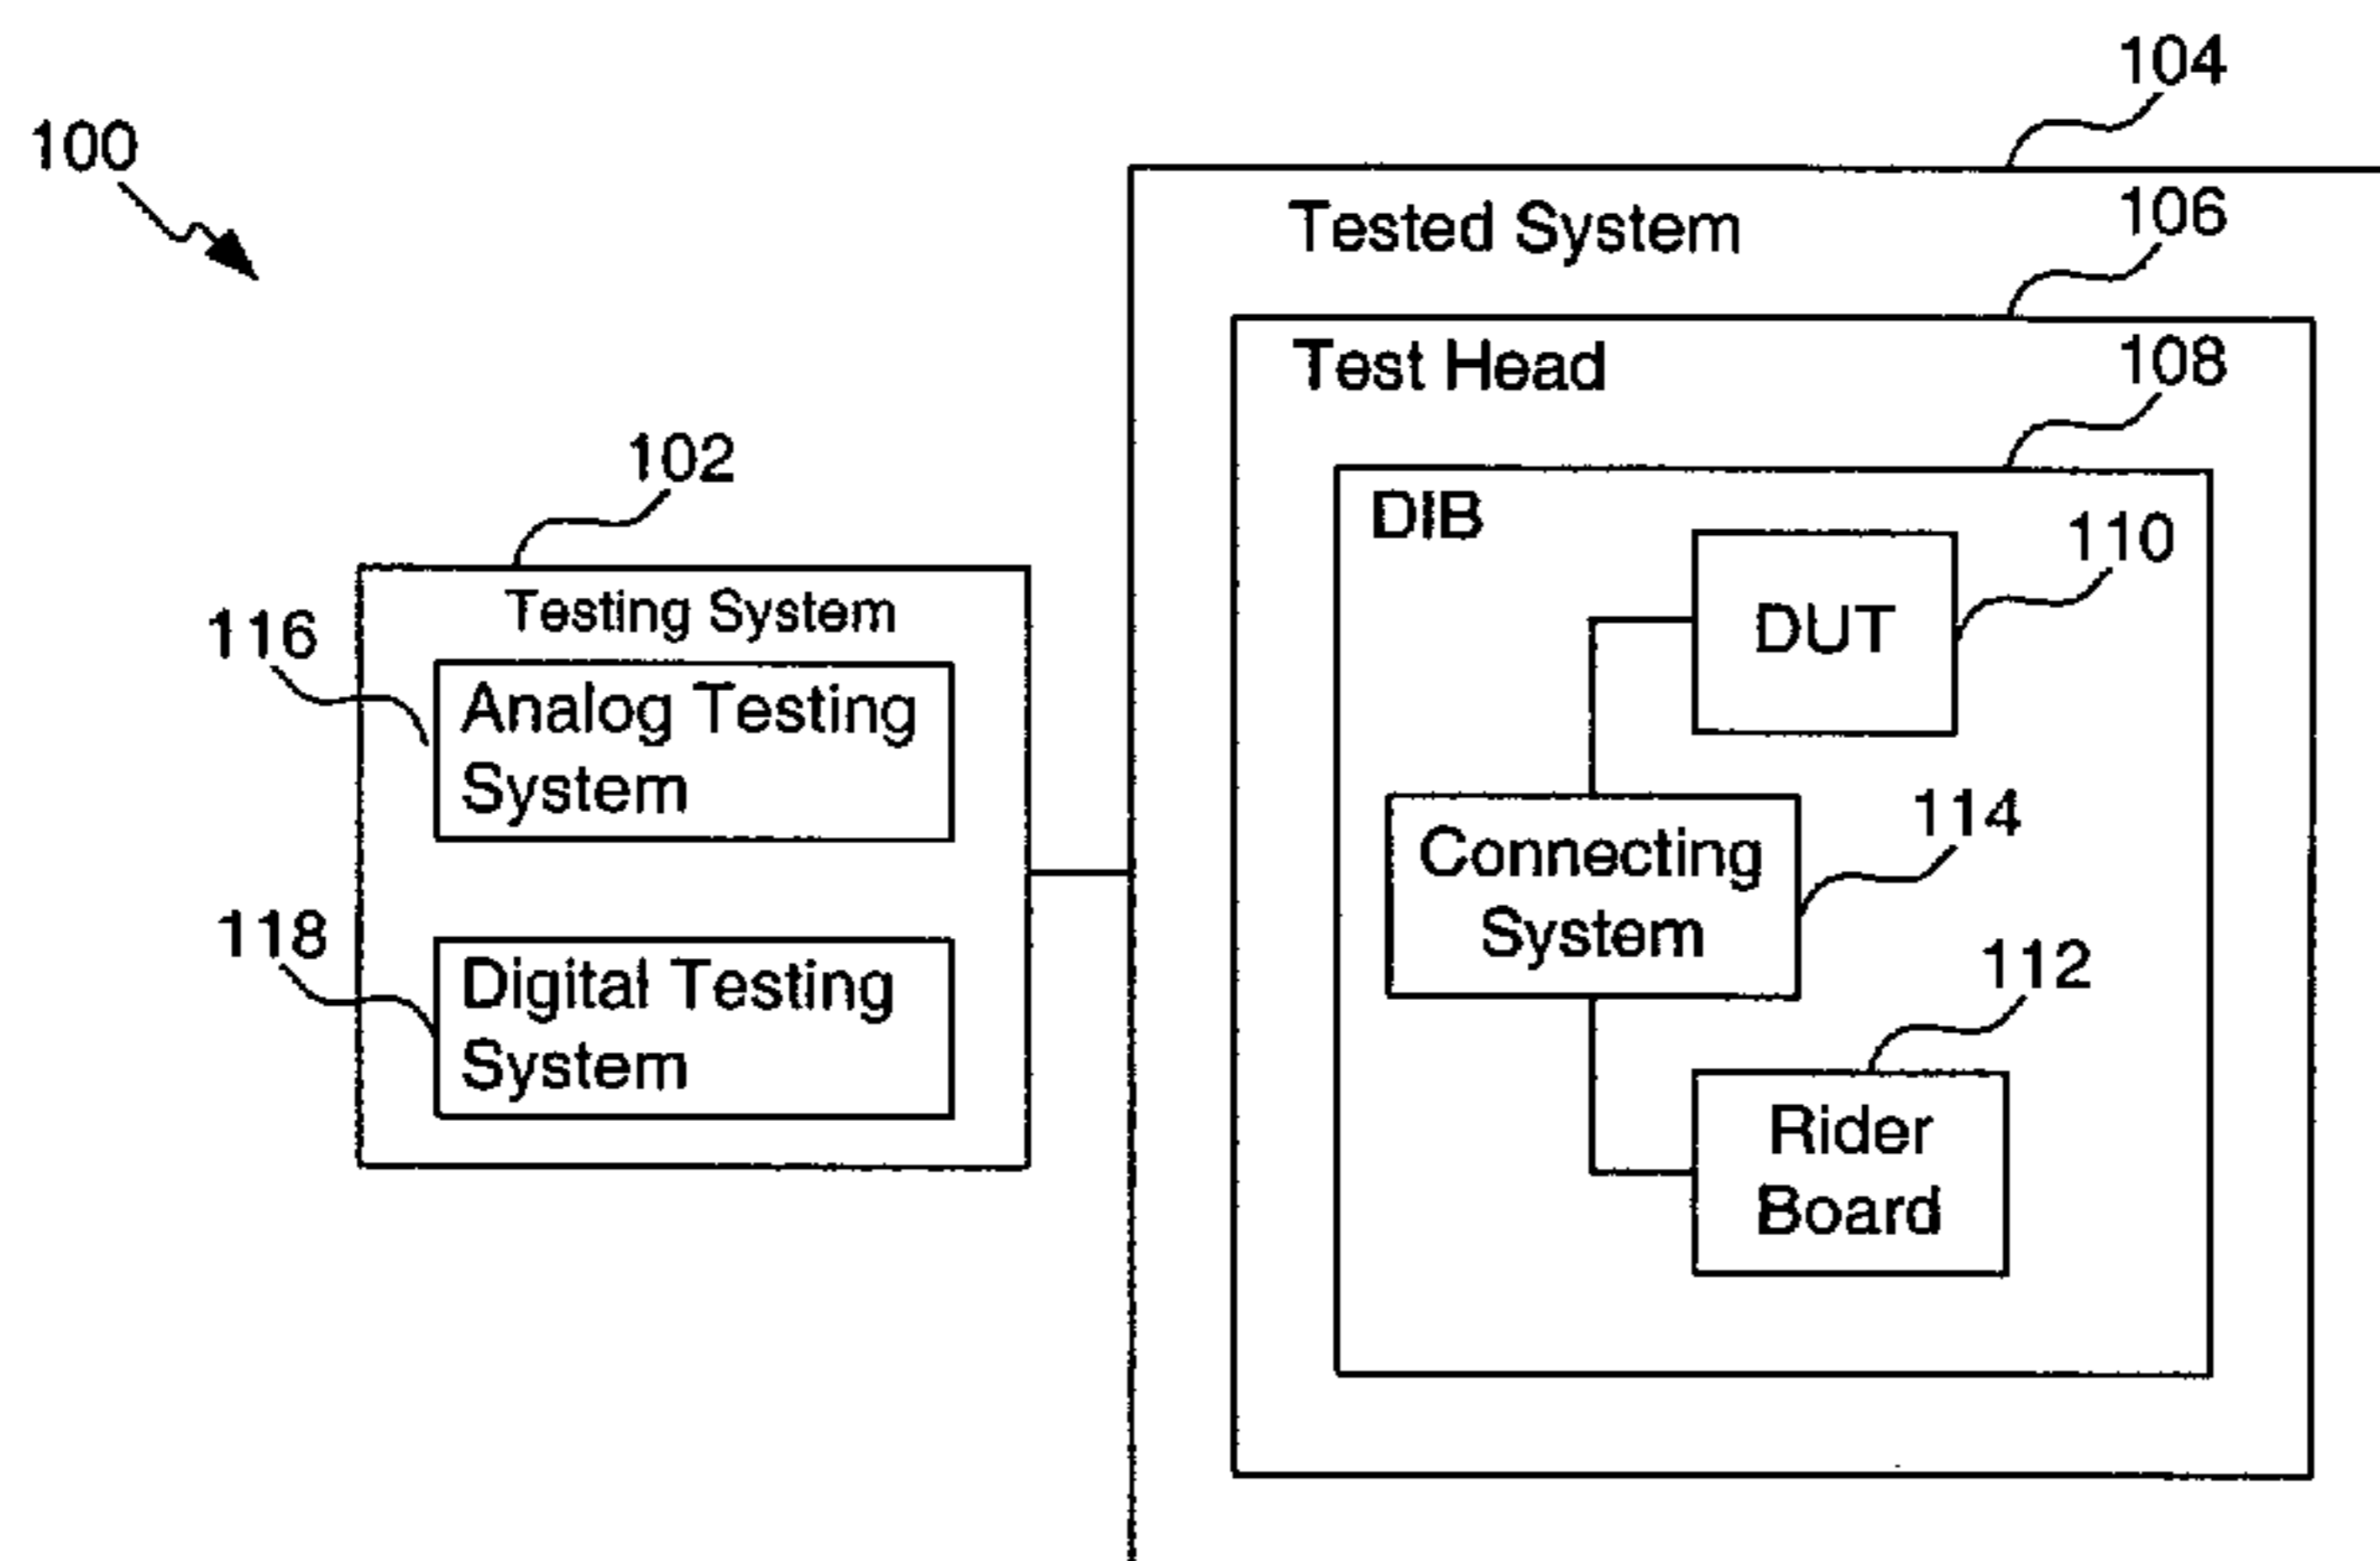 104
100
Tested System
106
Test Head
108
102
DIB
110
Testing System
DUT
116
Analog Testing
System
114
Connecting
System
118
Digital Testing
System
112
Rider
Board